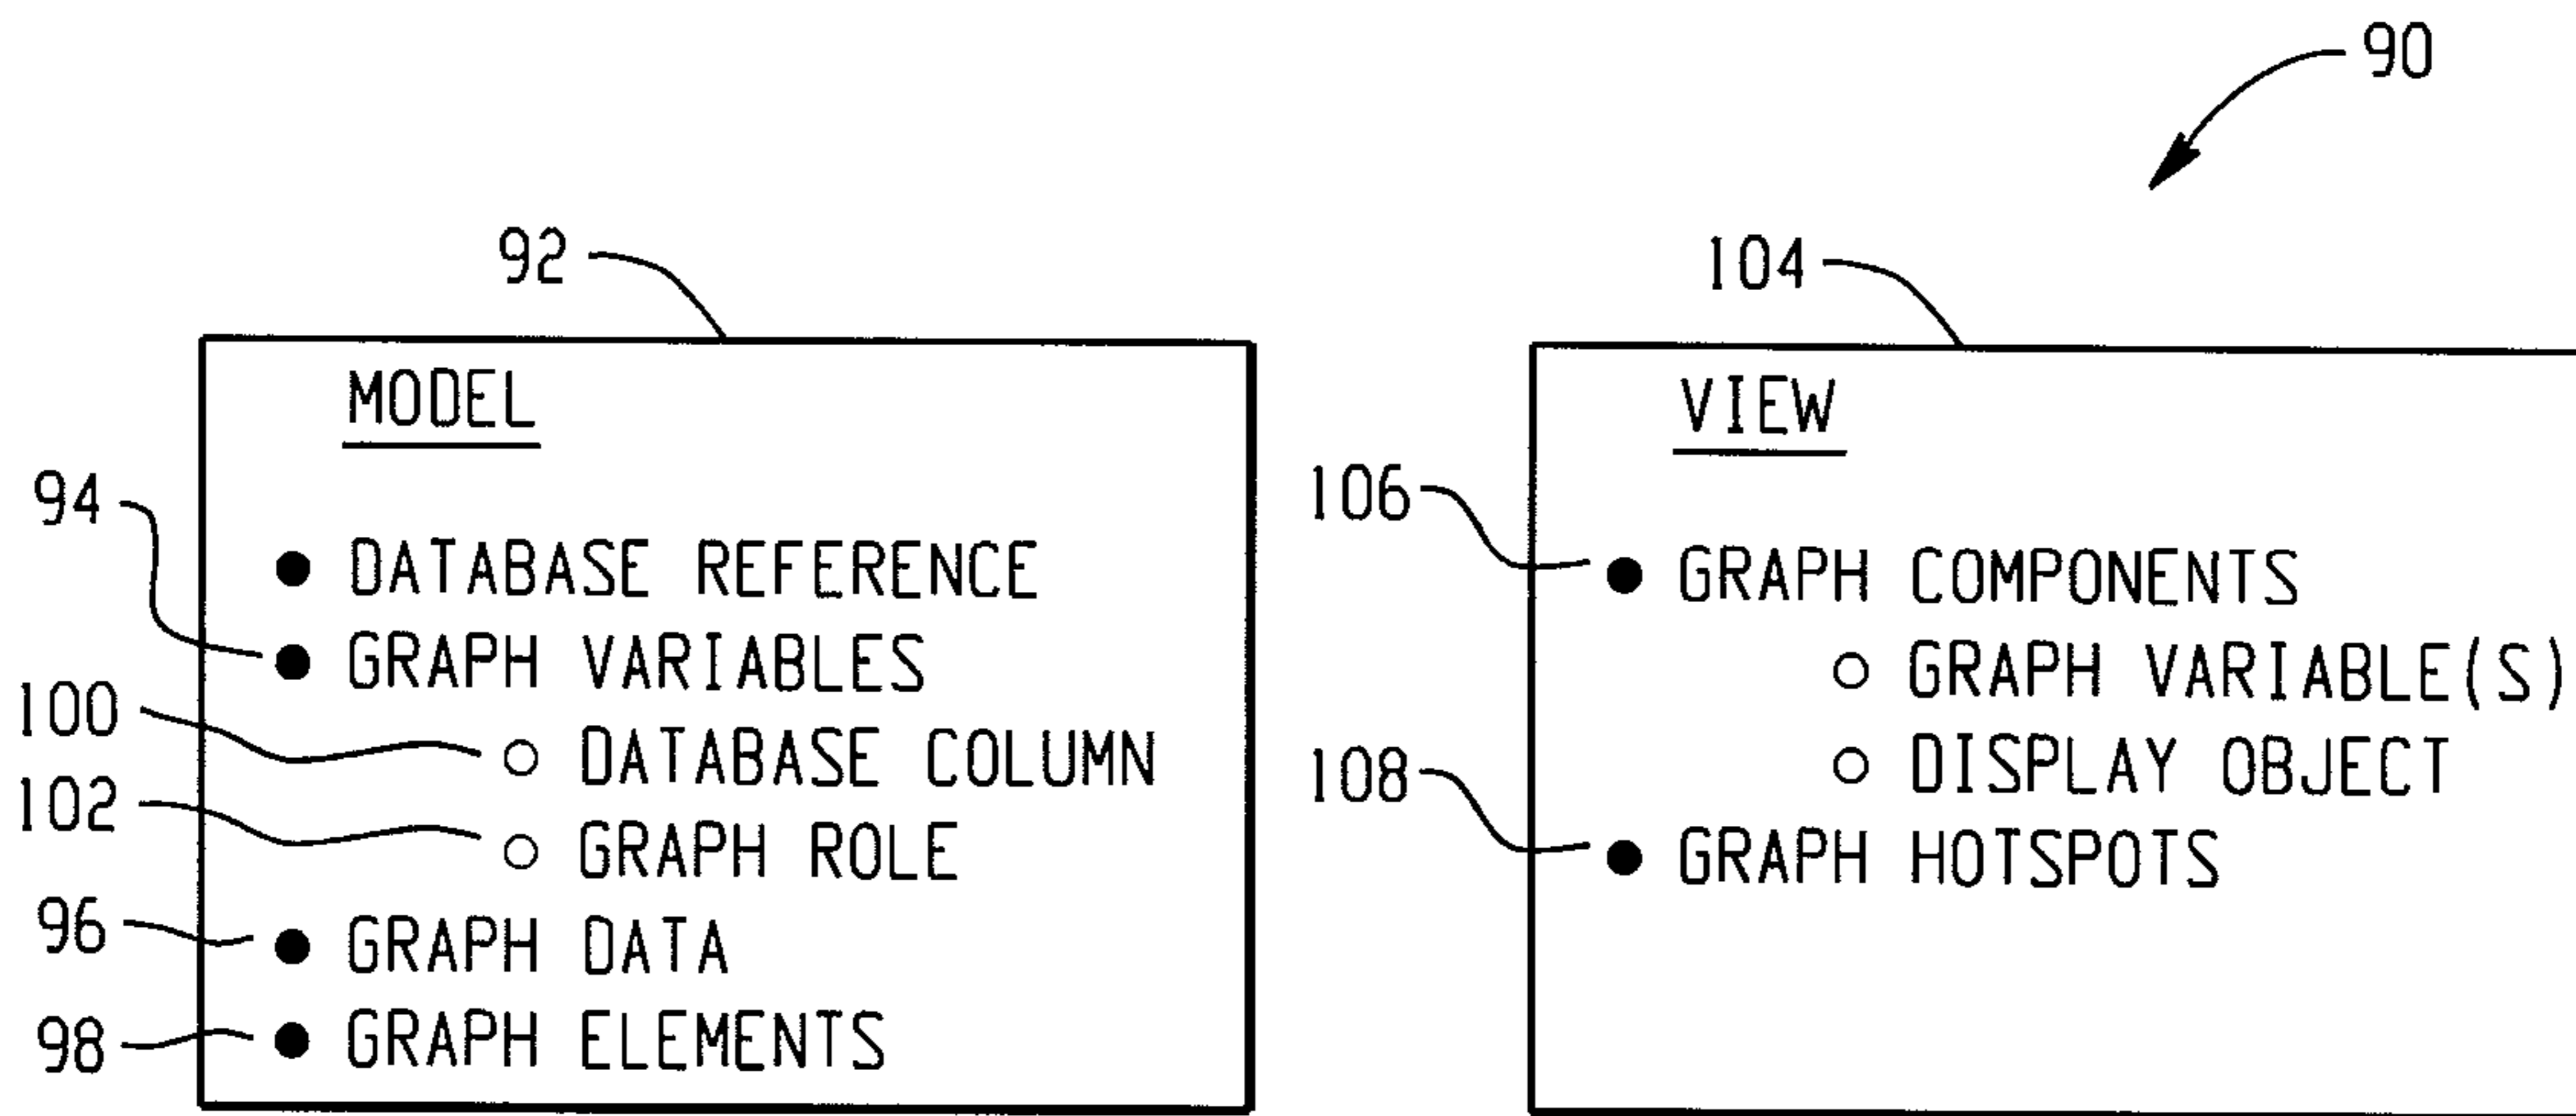 90
92
MODEL
94
● DATABASE REFERENCE
● GRAPH VARIABLES
100
○ DATABASE COLUMN
102
○ GRAPH ROLE
96
● GRAPH DATA
98
● GRAPH ELEMENTS
104
VIEW
106
● GRAPH COMPONENTS
○ GRAPH VARIABLE(S)
○ DISPLAY OBJECT
108
● GRAPH HOTSPOTS